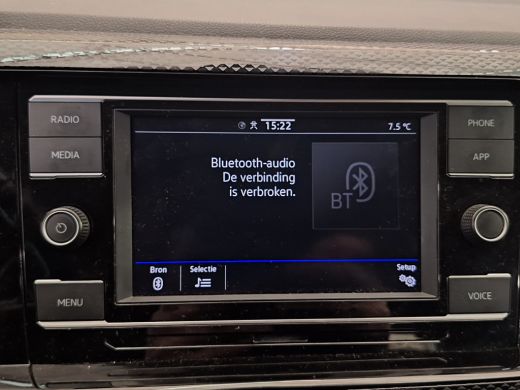 RADIO
MEDIA
MENU
PHONE
APP
VOICE
15:22
7.5 °C
Bluetooth-audio
De verbinding
is verbroken.
BT
Bron
Selectie
Setup